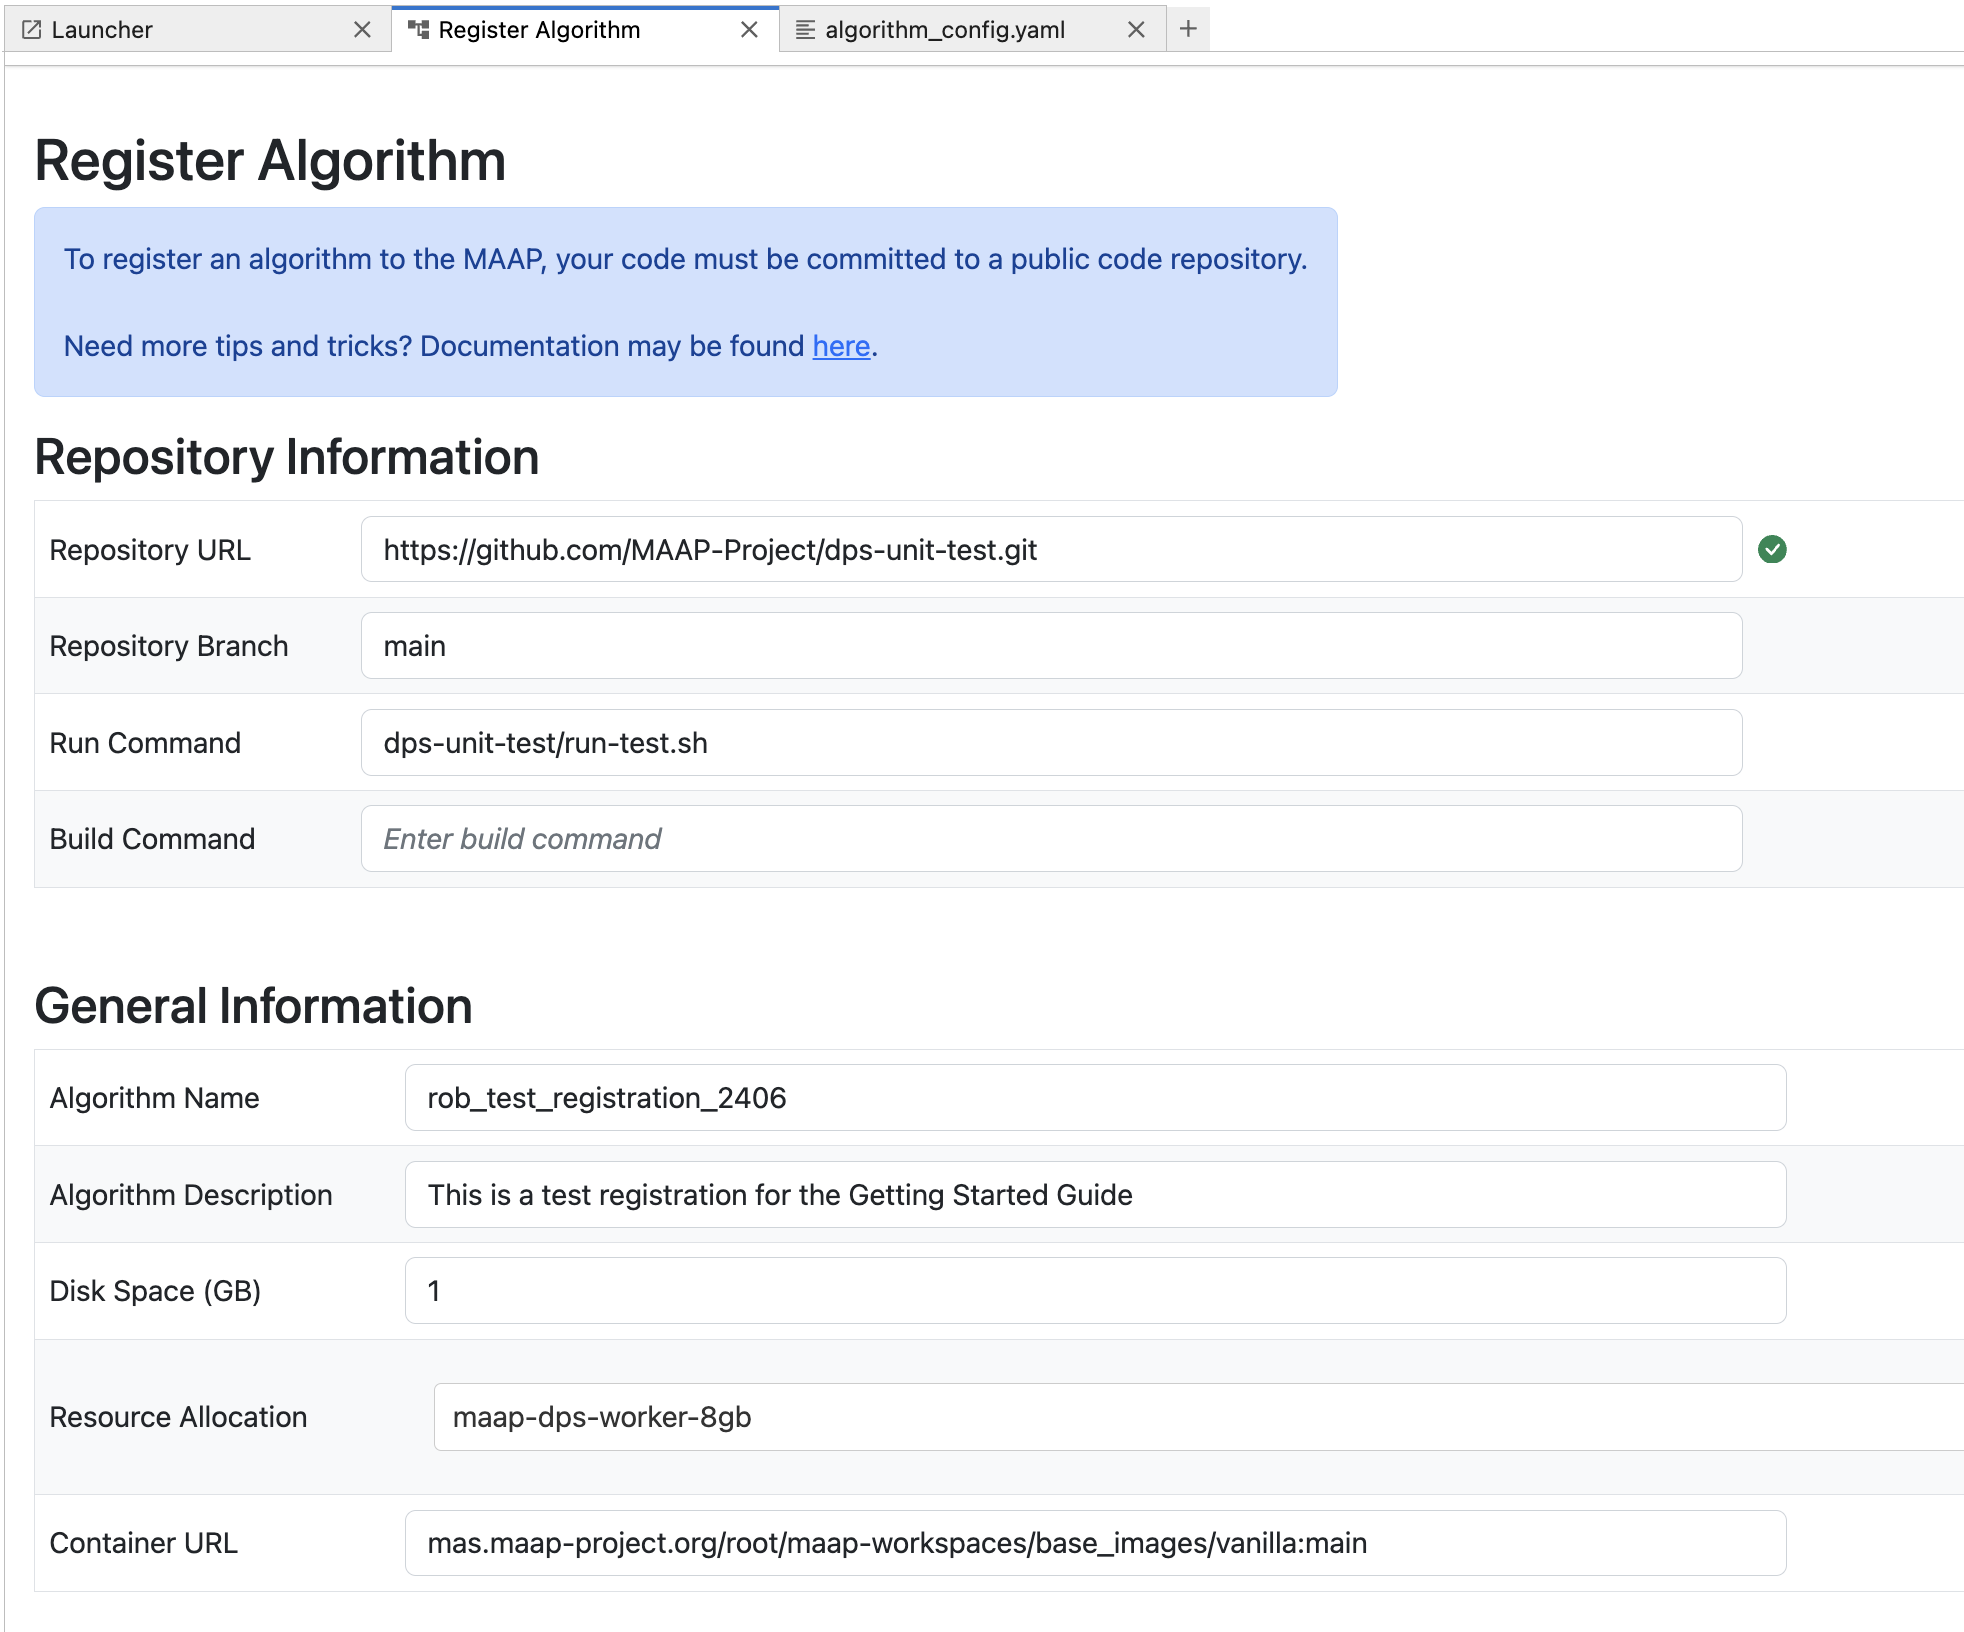 Launcher
Register Algorithm
algorithm_config.yaml
Register Algorithm
To register an algorithm to the MAAP, your code must be committed to a public code repository.
Need more tips and tricks? Documentation may be found here.
Repository Information
Repository URL https://github.com/MAAP-Project/dps-unit-test.git
Repository Branch main
Run Command dps-unit-test/run-test.sh
Build Command Enter build command
General Information
Algorithm Name rob_test_registration_2406
Algorithm Description This is a test registration for the Getting Started Guide
Disk Space (GB) 1
Resource Allocation maap-dps-worker-8gb
Container URL mas.maap-project.org/root/maap-workspaces/base_images/vanilla:main